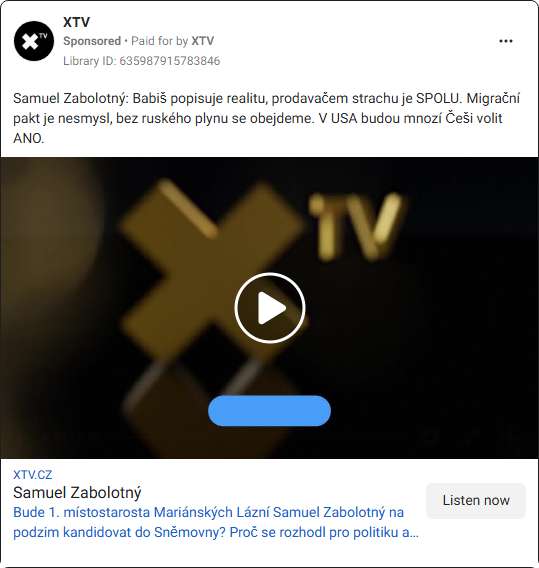 XTV
Sponsored • Paid for by XTV
Library ID: 635987915783846
Samuel Zabolotný: Babiš popisuje realitu, prodavačem strachu je SPOLU. Migrační
pakt je nesmysl, bez ruského plynu se obejdeme. V USA budou mnozí Češi volit
ANO.
XTV
XTV.CZ
Samuel Zabolotný
Bude 1. místostarosta Mariánských Lázní Samuel Zabolotný na
podzim kandidovat do Sněmovny? Proč se rozhodl pro politiku a...
Listen now